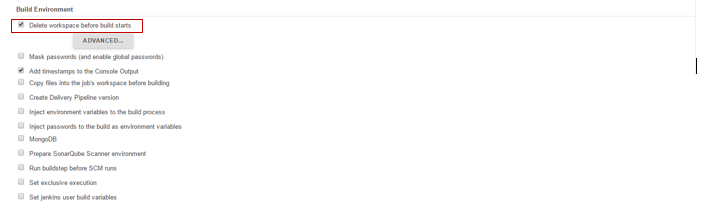 Build Environment
Delete workspace before build starts
ADVANCED...
Mask passwords (and enable global passwords)
Add timestamps to the Console Output
Copy files into the job's workspace before building
Create Delivery Pipeline version
Inject environment variables to the build process
Inject passwords to the build as environment variables
MongoDB
Prepare SonarQube Scanner environment
Run buildstep before SCM runs
Set exclusive execution
Set jenkins user build variables